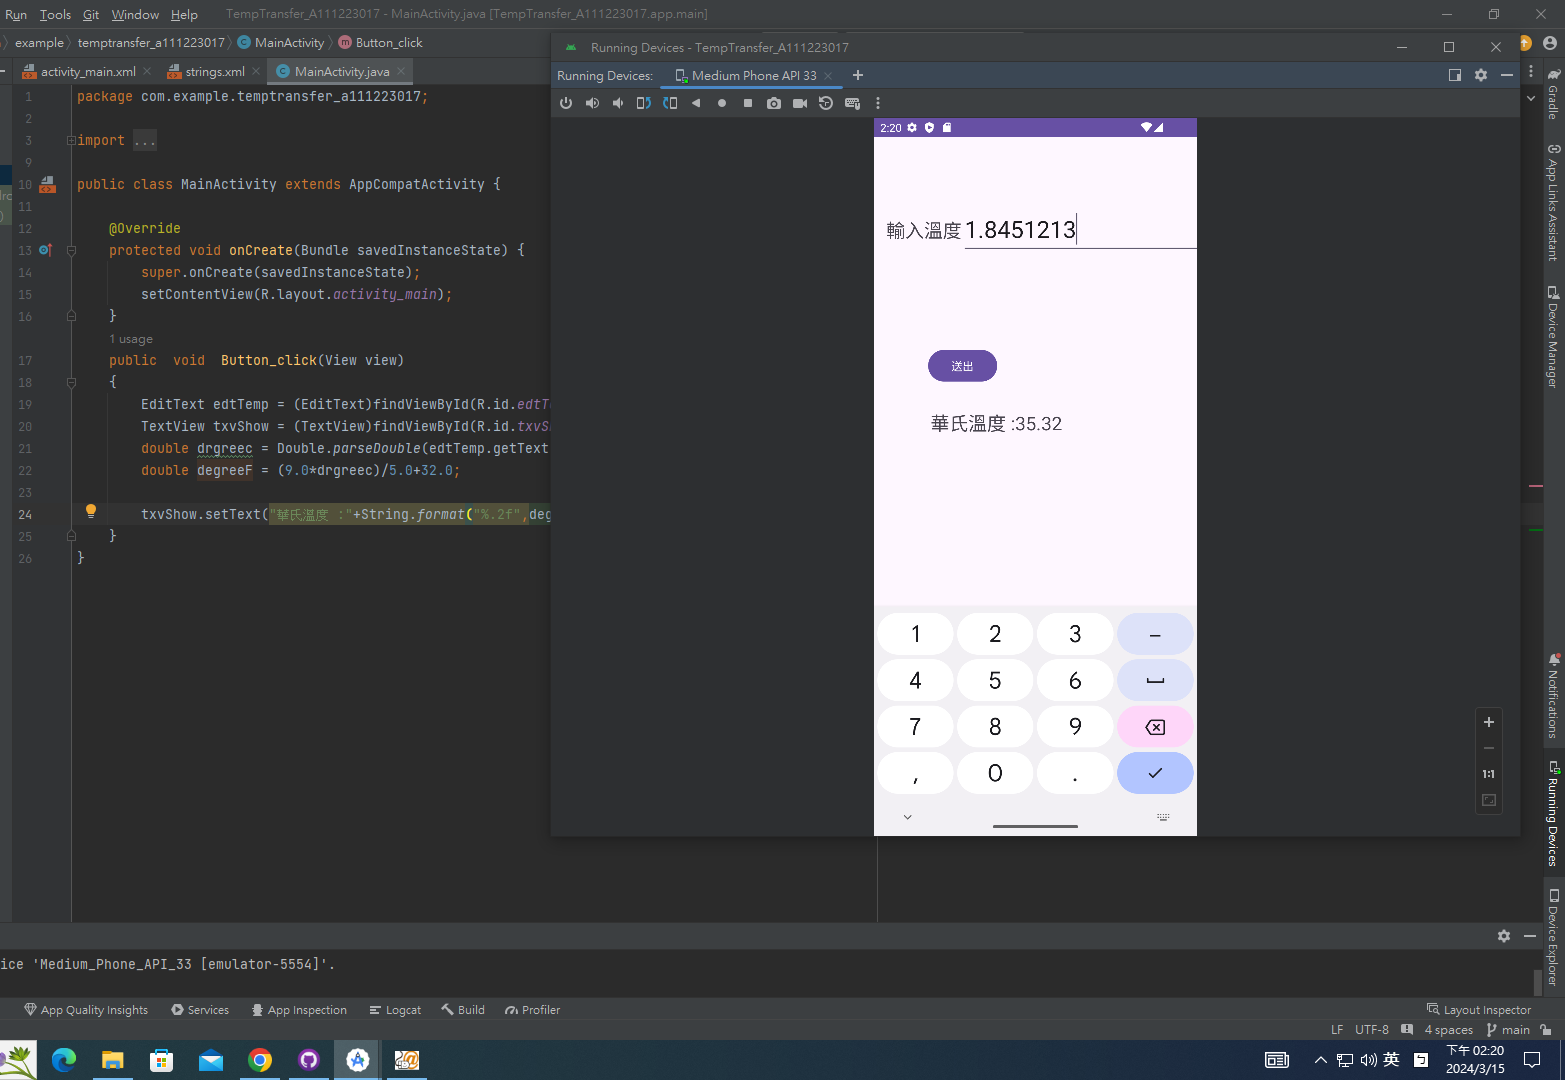 Run Tools Git Window Help TempTransfer_A111223017 - MainActivity.java [TempTransfer_A111223017.app.main]
example temptransfer_a111223017 MainActivity Button_click
activity_main.xml strings.xml MainActivity.java
1 package com.example.temptransfer_a111223017;
2
3 import ...
9
10 public class MainActivity extends AppCompatActivity {
11
12 @Override
13 protected void onCreate(Bundle savedInstanceState) {
14 super.onCreate(savedInstanceState);
15 setContentView(R.layout.activity_main);
16 }
1 usage
17 public void Button_click(View view)
18 {
19 EditText edtTemp = (EditText)findViewById(R.id.edtT
20 TextView txvShow = (TextView)findViewById(R.id.txvS
21 double drgreec = Double.parseDouble(edtTemp.getText
22 double degreeF = (9.0*drgreec)/5.0+32.0;
23
24 txvShow.setText("華氏溫度 :"+String.format("%.2f",deg
25 }
26 }
Running Devices - TempTransfer_A111223017
Running Devices: Medium Phone API 33
2:20
輸入溫度 1.8451213
送出
華氏溫度 :35.32
1 2 3 –
4 5 6
7 8 9
, 0 .
1:1
Gradle
App Links Assistant
Device Manager
Notifications
Running Devices
Device Explorer
ice 'Medium_Phone_API_33 [emulator-5554]'.
App Quality Insights Services App Inspection Logcat Build Profiler Layout Inspector
LF UTF-8 4 spaces main
英
下午 02:20
2024/3/15